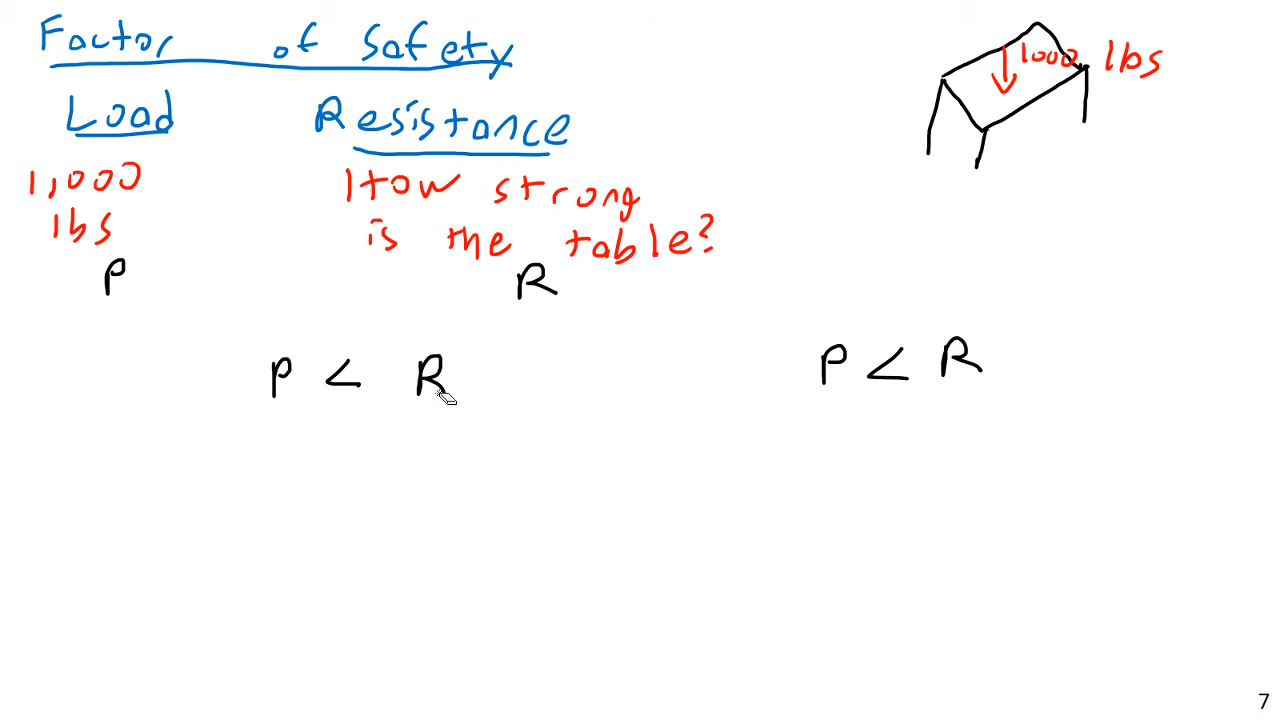 Factor of Safety
Load Resistance
1,000 How strong
lbs is the table?
P R
1000 lbs
P < R
P < R
7